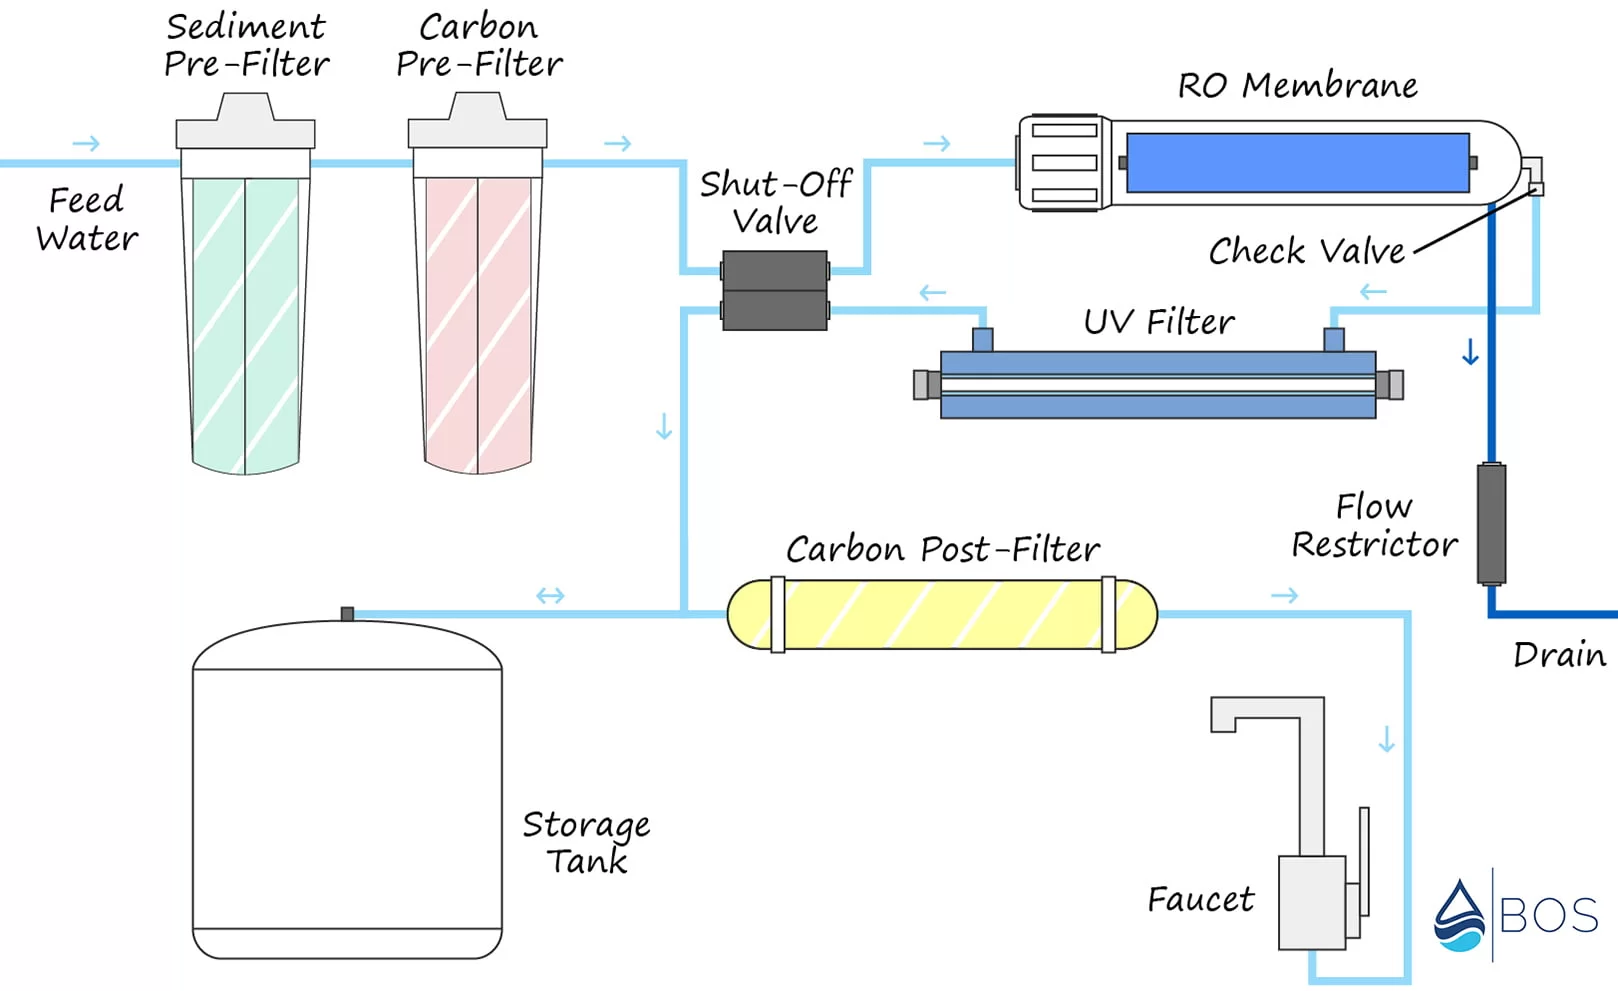 Sediment
Pre-Filter
Carbon
Pre-Filter
RO Membrane
Feed
Water
Shut-Off
Valve
Check Valve
UV Filter
Flow
Restrictor
Carbon Post-Filter
Drain
Storage
Tank
Faucet
BOS